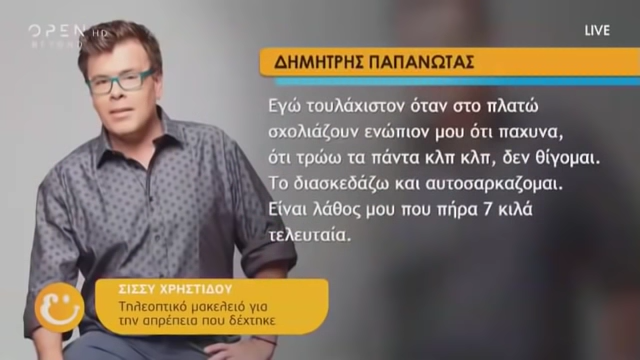 OPEN HD
BEYOND
LIVE
ΔΗΜΗΤΡΗΣ ΠΑΠΑΝΩΤΑΣ
Εγώ τουλάχιστον όταν στο πλατώ
σχολιάζουν ενώπιον μου ότι παχυνα,
ότι τρώω τα πάντα κλπ κλπ, δεν θίγομαι.
Το διασκεδάζω και αυτοσαρκαζομαι.
Είναι λάθος μου που πήρα 7 κιλά
τελευταία.
ΣΙΣΣΥ ΧΡΗΣΤΙΔΟΥ
Τηλεοπτικό μακελειό για
την απρέπεια που δέχτηκε